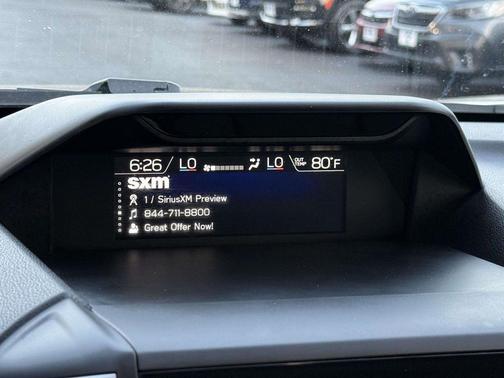 6:26 LO LO OUT TEMP 80°F
sxm
1 / SiriusXM Preview
844-711-8800
Great Offer Now!